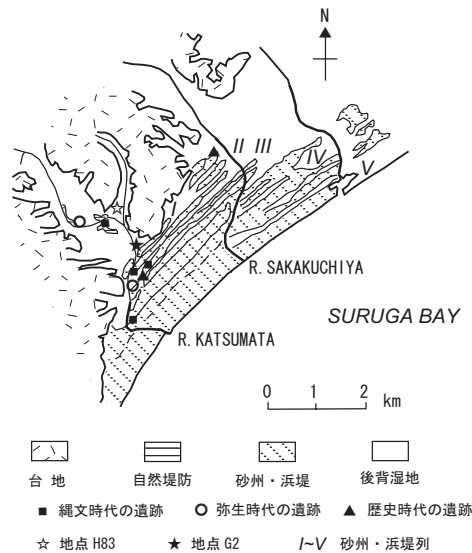 N
II III
IV
V
R. SAKAKUCHIYA
SURUGA BAY
R. KATSUMATA
0 1 2
km
台 地 自然堤防 砂州・浜堤 後背湿地
■ 縄文時代の遺跡 ○ 弥生時代の遺跡 ▲ 歴史時代の遺跡
☆ 地点 H83 ★ 地点 G2 I~V 砂州・浜堤列